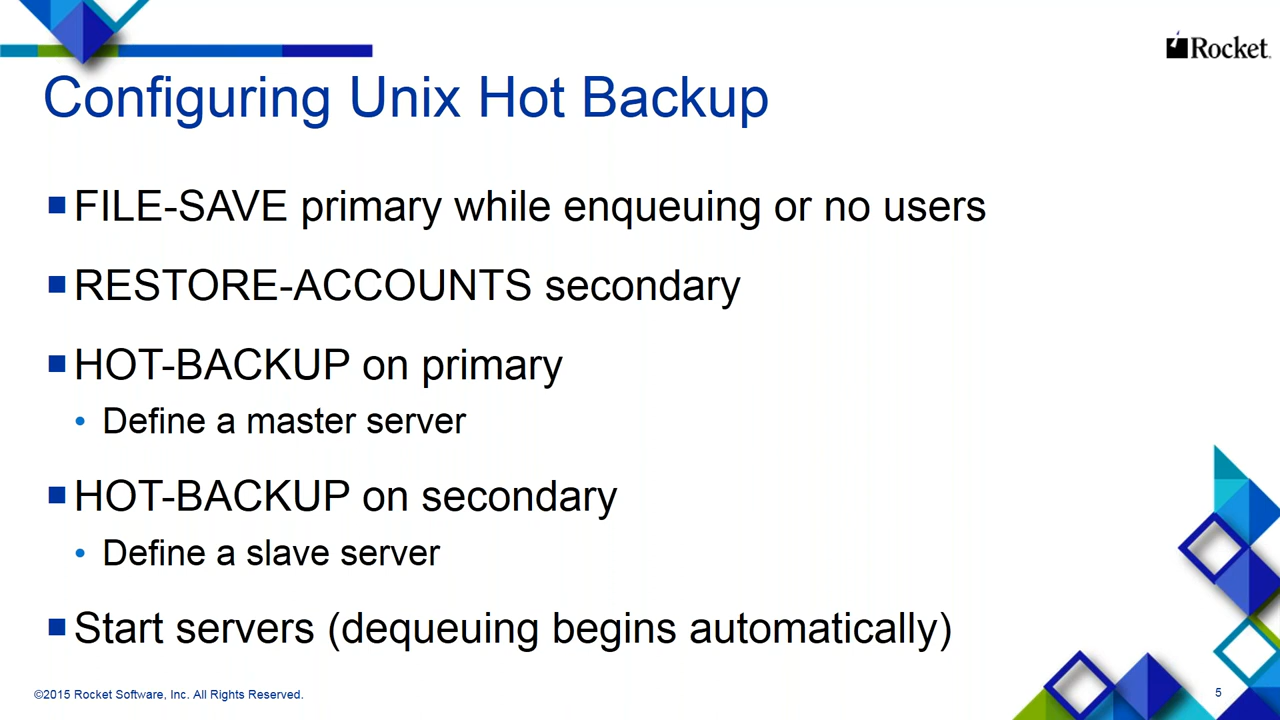 Rocket
Configuring Unix Hot Backup
FILE-SAVE primary while enqueuing or no users
RESTORE-ACCOUNTS secondary
HOT-BACKUP on primary
Define a master server
HOT-BACKUP on secondary
Define a slave server
Start servers (dequeuing begins automatically)
©2015 Rocket Software, Inc. All Rights Reserved.
5